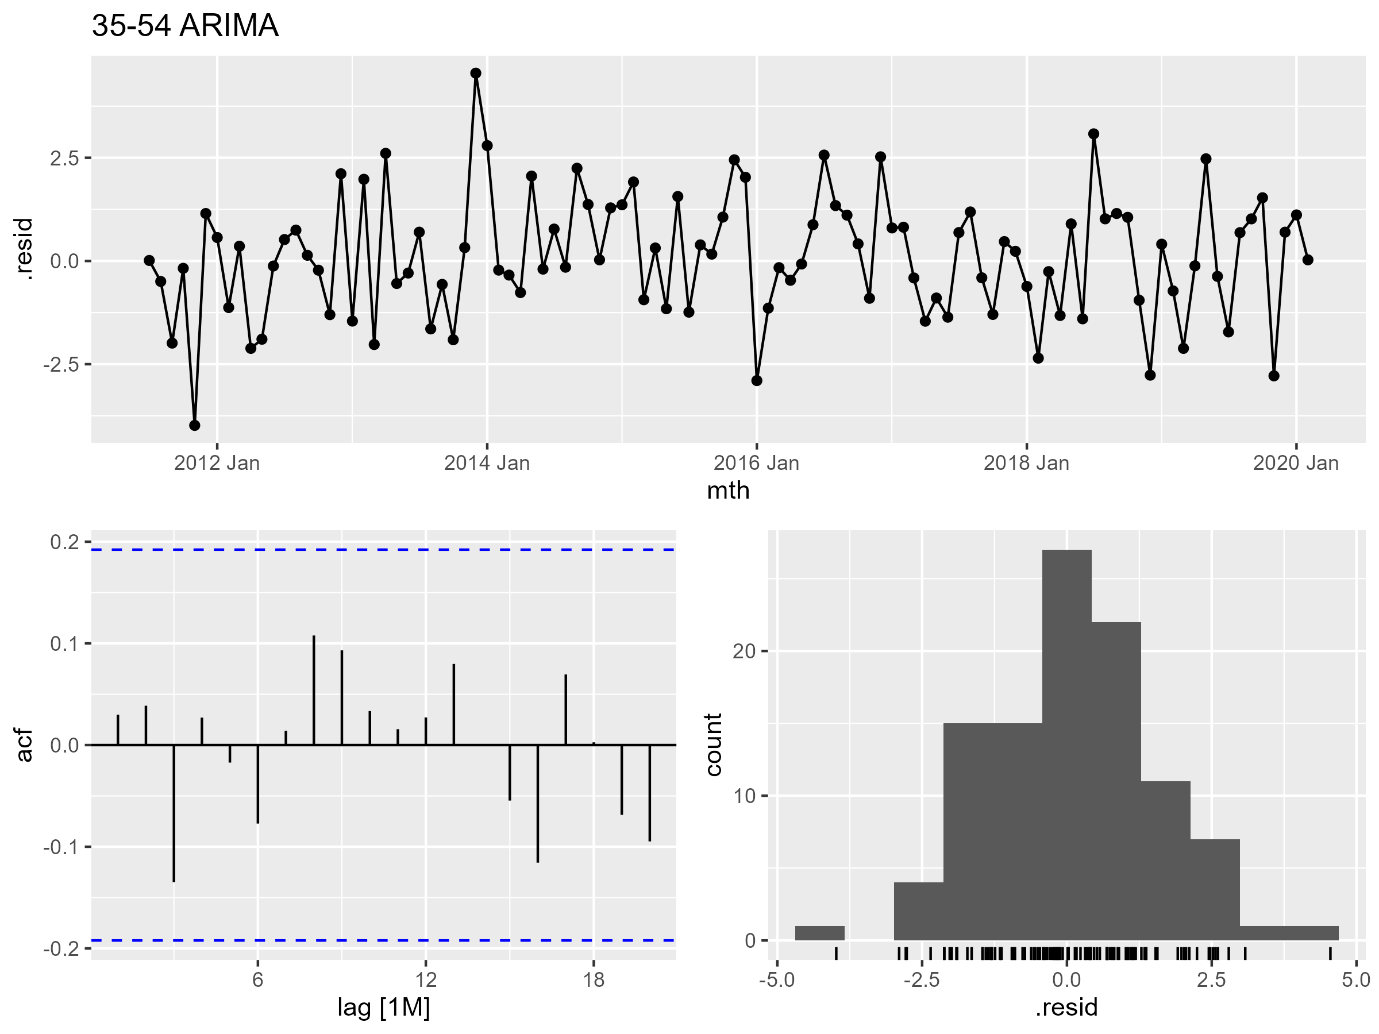 35-54 ARIMA
.resid
2.5
0.0
-2.5
2012 Jan
2014 Jan
2016 Jan
2018 Jan
2020 Jan
mth
acf
0.2
0.1
0.0
-0.1
-0.2
6
12
18
lag [1M]
count
20
10
0
-5.0
-2.5
0.0
2.5
5.0
.resid